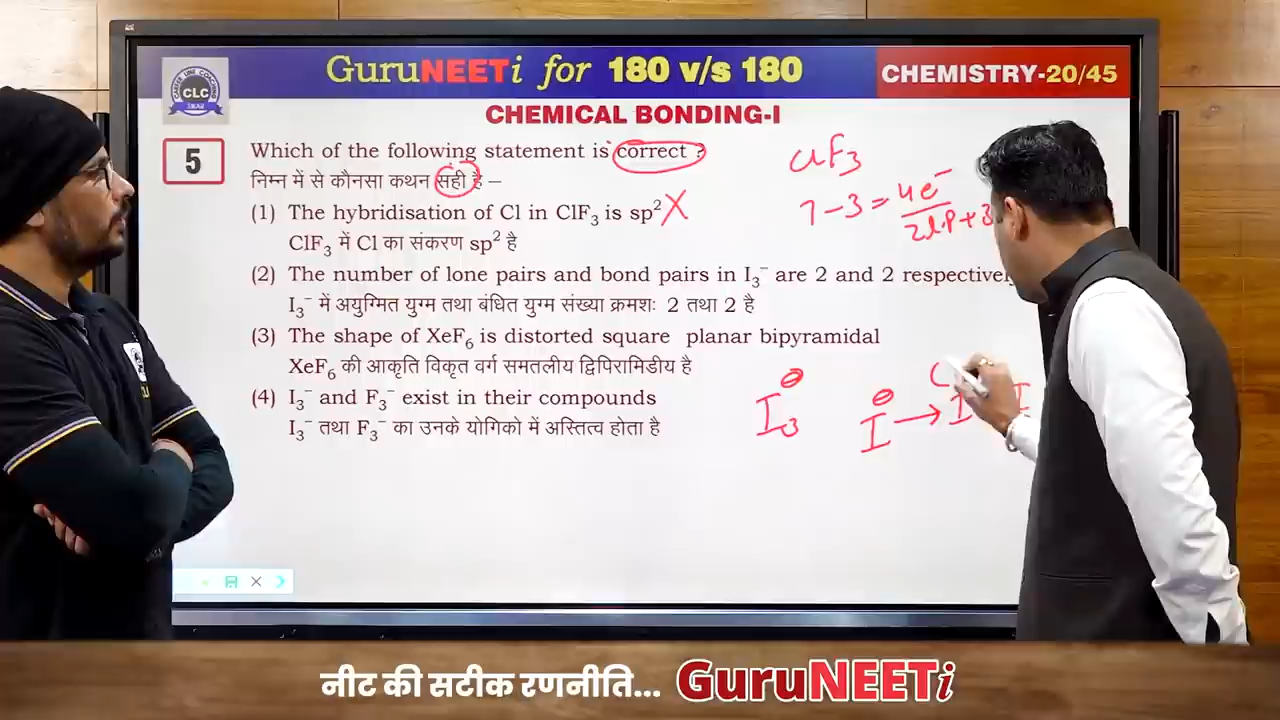 GuruNEETi for 180 v/s 180
CHEMISTRY-20/45
CLC
CHEMICAL BONDING-I
5
Which of the following statement is correct ?
निम्न में से कौनसा कथन सही है –
(1) The hybridisation of Cl in ClF₃ is sp² X
ClF₃ में Cl का संकरण sp² है
(2) The number of lone pairs and bond pairs in I₃⁻ are 2 and 2
I₃⁻ में अयुग्मित युग्म तथा बंधित युग्म संख्या क्रमशः 2 तथा 2 है
(3) The shape of XeF₆ is distorted square planar bipyramidal
XeF₆ की आकृति विकृत वर्ग समतलीय द्विपिरामिडीय है
(4) I₃⁻ and F₃⁻ exist in their compounds
I₃⁻ तथा F₃⁻ का उनके योगिको में अस्तित्व होता है
ClF₃
7 – 3 = 4e⁻
2l.p + 3
I₃⊖
I⊖ → I I
नीट की सटीक रणनीति... GuruNEETi